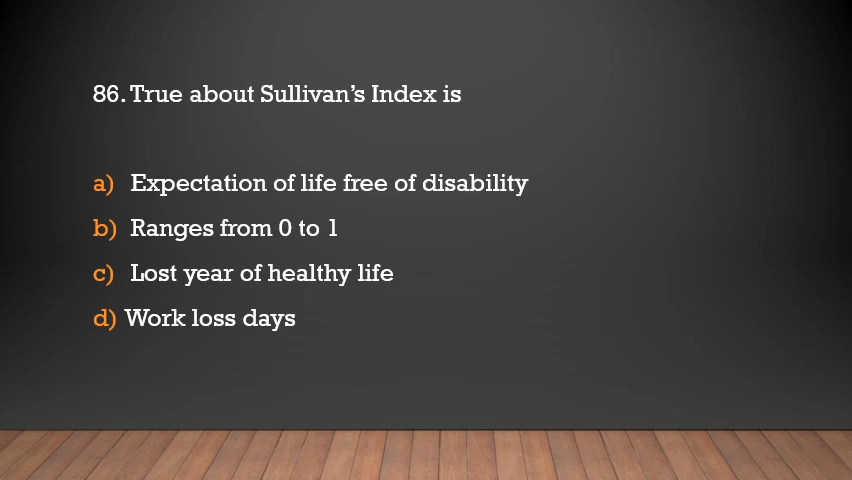 86. True about Sullivan's Index is
a) Expectation of life free of disability
b) Ranges from 0 to 1
c) Lost year of healthy life
d) Work loss days